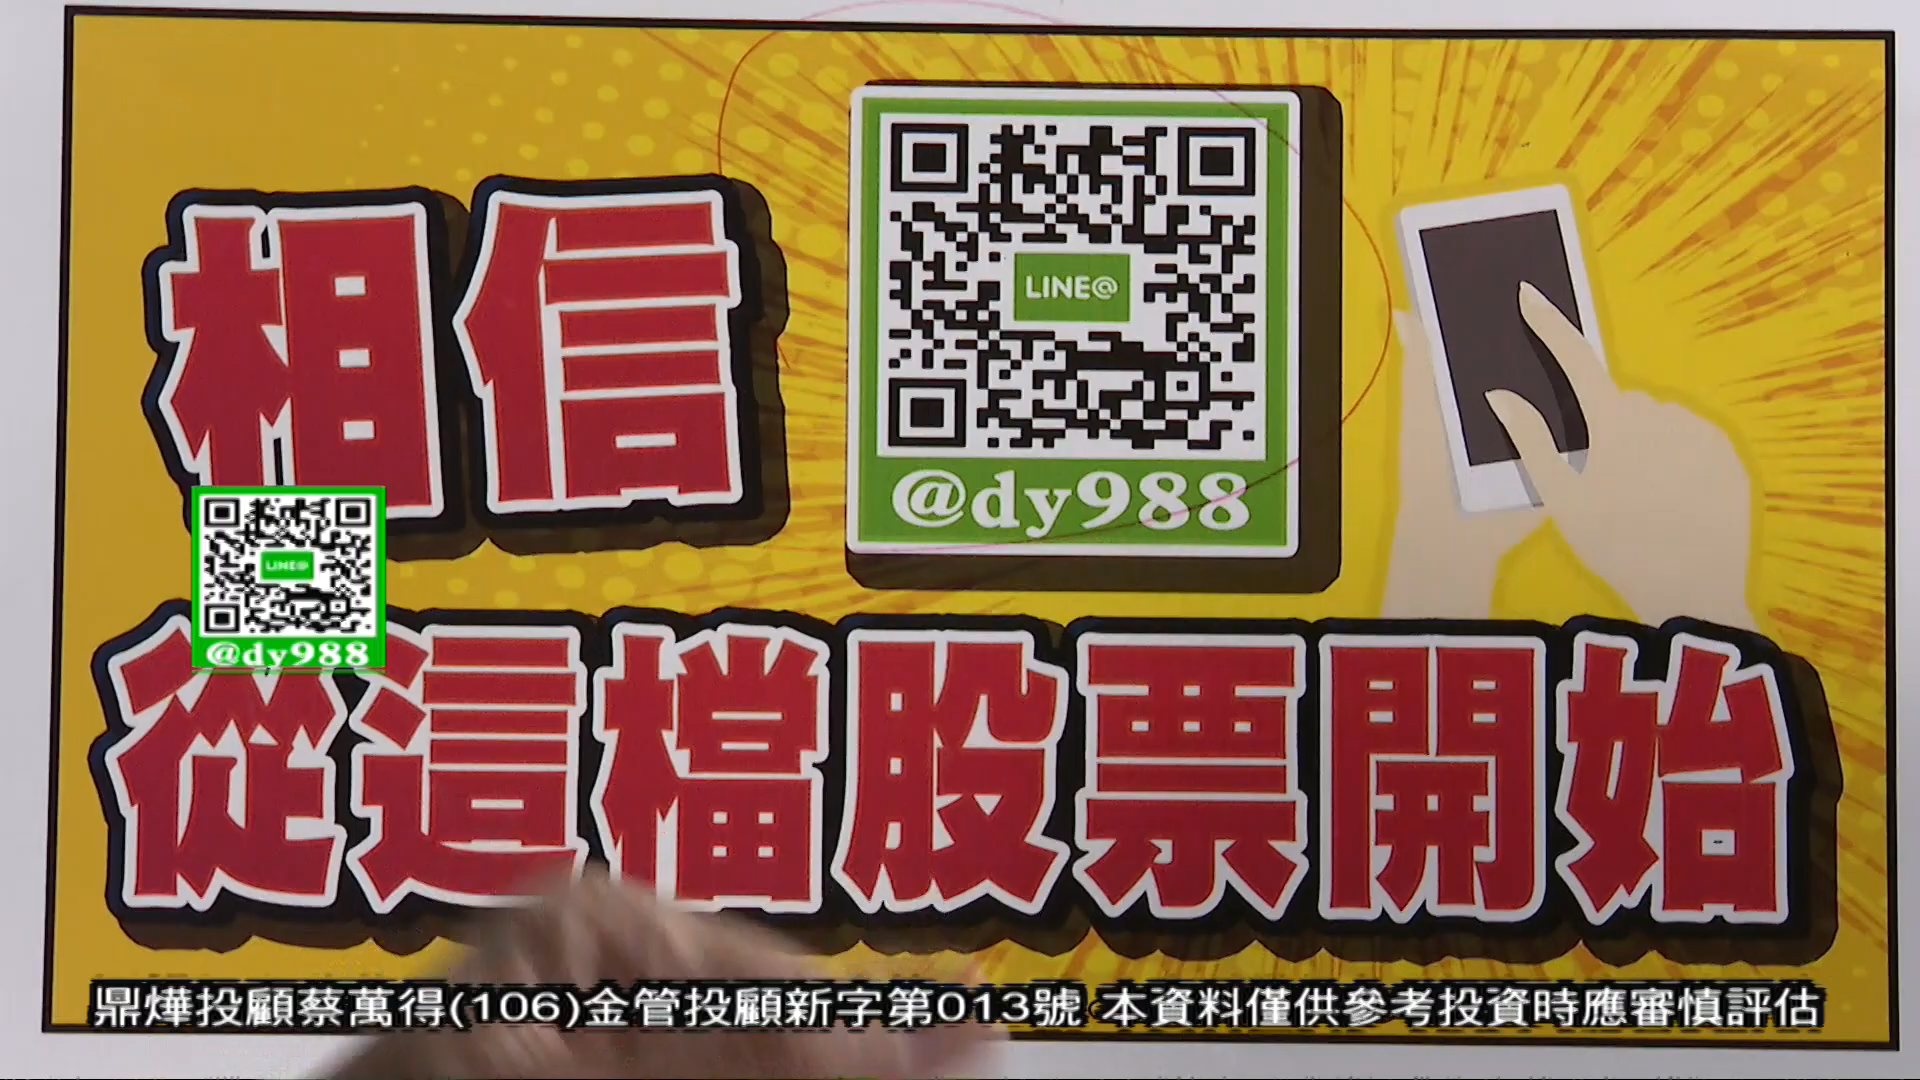 相信
LINE@
@dy988
LINE@
@dy988
從這檔股票開始
鼎燁投顧蔡萬得(106)金管投顧新字第013號 本資料僅供參考投資時應審慎評估